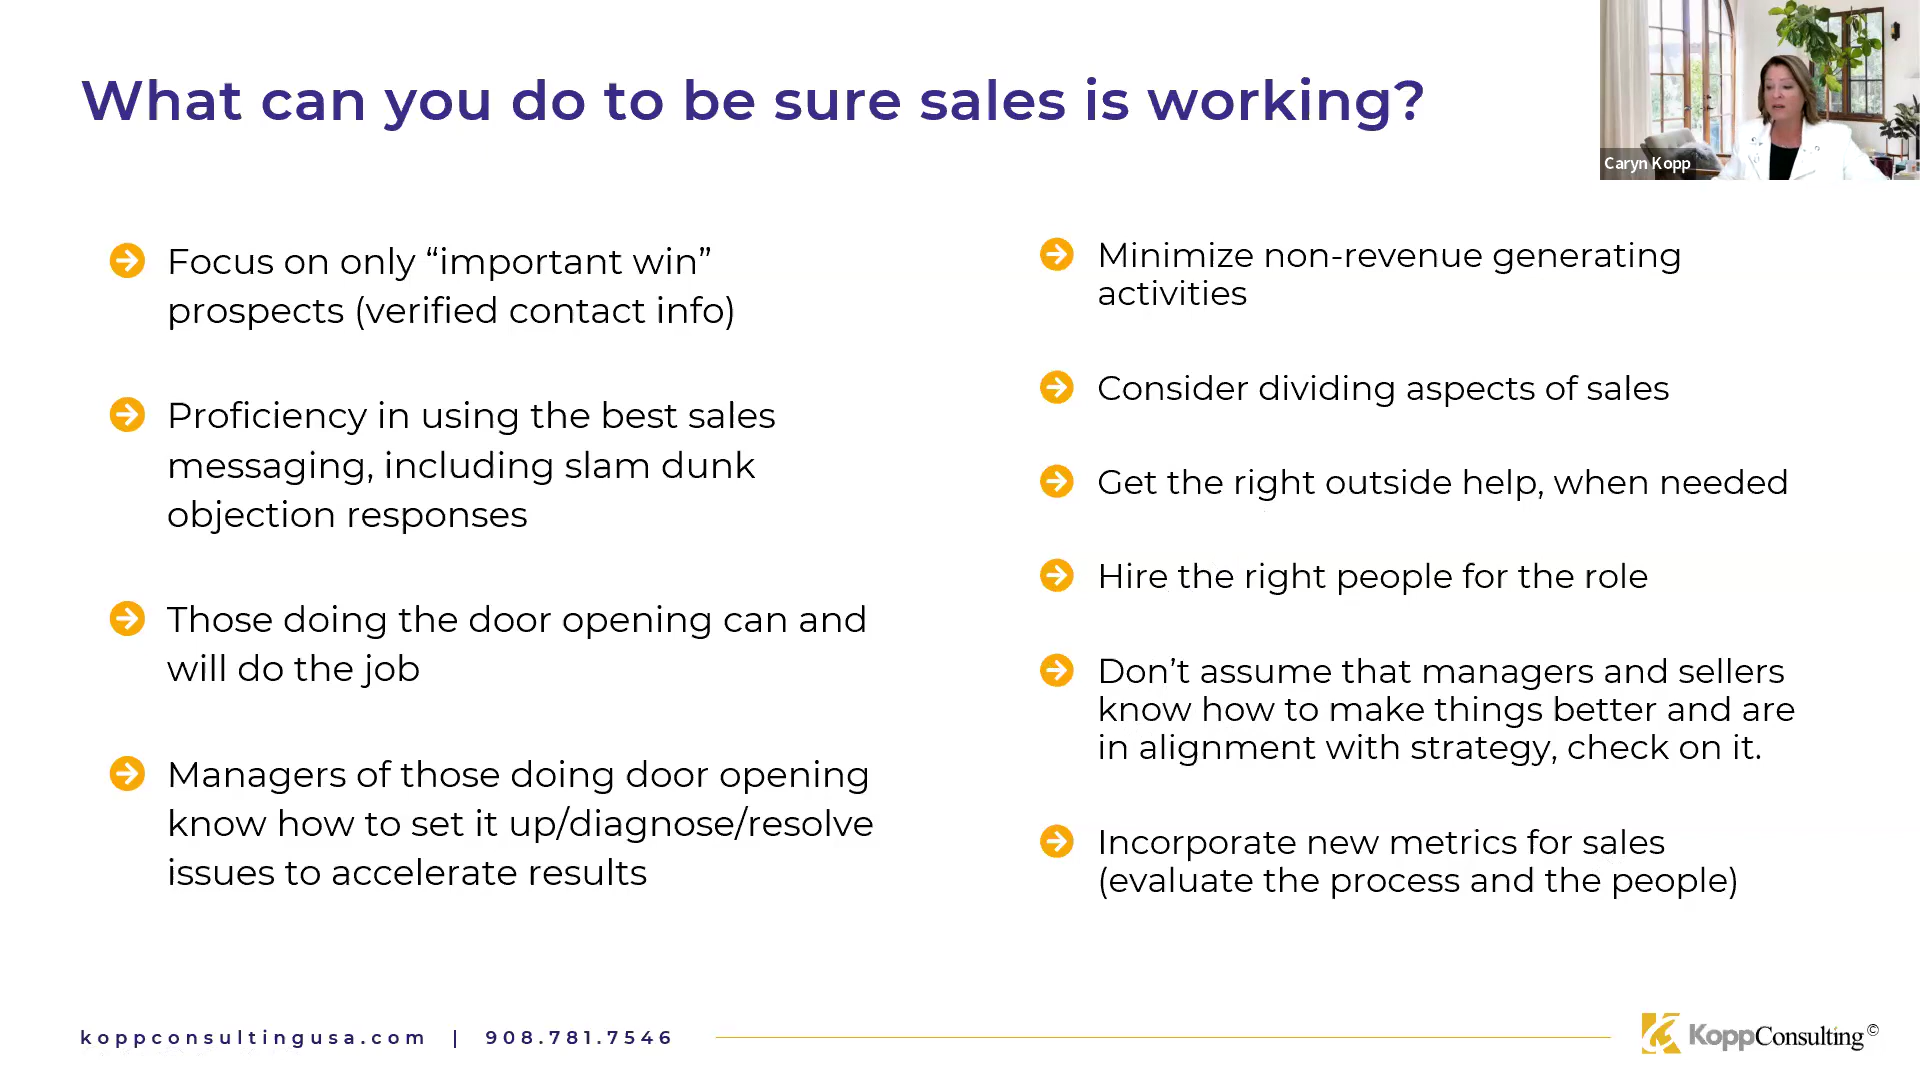 What can you do to be sure sales is working?
Caryn Kopp
Focus on only “important win”
prospects (verified contact info)
Proficiency in using the best sales
messaging, including slam dunk
objection responses
Those doing the door opening can and
will do the job
Managers of those doing door opening
know how to set it up/diagnose/resolve
issues to accelerate results
Minimize non-revenue generating
activities
Consider dividing aspects of sales
Get the right outside help, when needed
Hire the right people for the role
Don’t assume that managers and sellers
know how to make things better and are
in alignment with strategy, check on it.
Incorporate new metrics for sales
(evaluate the process and the people)
koppconsultingusa.com | 908.781.7546
KoppConsulting©